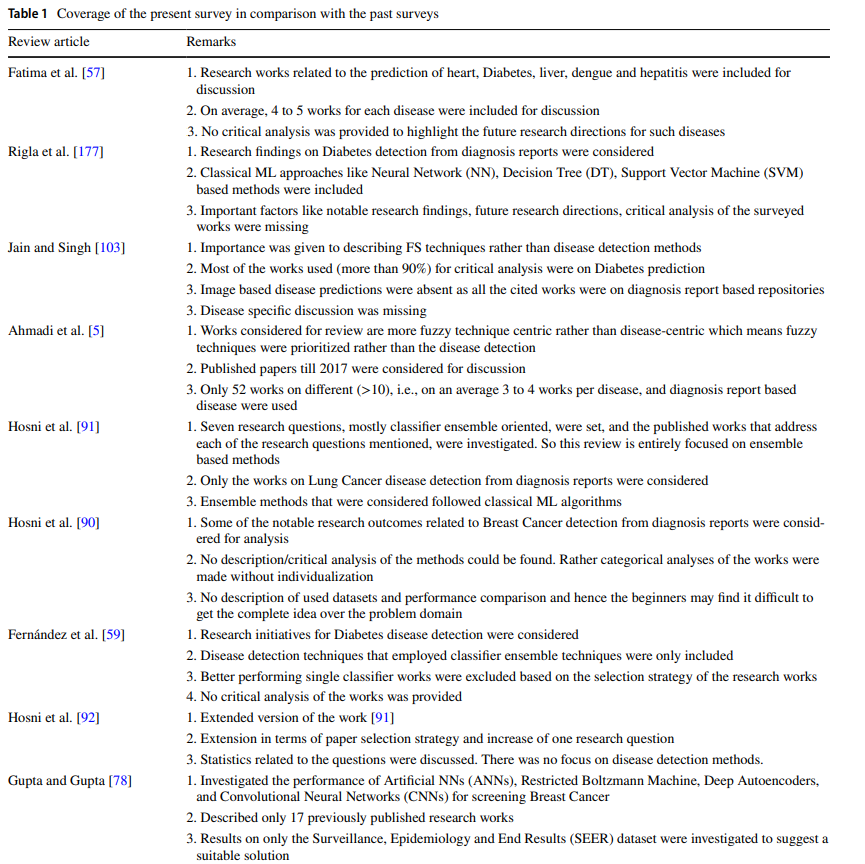 Table 1 Coverage of the present survey in comparison with the past surveys
Review article Remarks
Fatima et al. [57] 1. Research works related to the prediction of heart, Diabetes, liver, dengue and hepatitis were included for
discussion
2. On average, 4 to 5 works for each disease were included for discussion
3. No critical analysis was provided to highlight the future research directions for such diseases
Rigla et al. [177] 1. Research findings on Diabetes detection from diagnosis reports were considered
2. Classical ML approaches like Neural Network (NN), Decision Tree (DT), Support Vector Machine (SVM)
based methods were included
3. Important factors like notable research findings, future research directions, critical analysis of the surveyed
works were missing
Jain and Singh [103] 1. Importance was given to describing FS techniques rather than disease detection methods
2. Most of the works used (more than 90%) for critical analysis were on Diabetes prediction
3. Image based disease predictions were absent as all the cited works were on diagnosis report based repositories
3. Disease specific discussion was missing
Ahmadi et al. [5] 1. Works considered for review are more fuzzy technique centric rather than disease-centric which means fuzzy
techniques were prioritized rather than the disease detection
2. Published papers till 2017 were considered for discussion
3. Only 52 works on different (>10), i.e., on an average 3 to 4 works per disease, and diagnosis report based
disease were used
Hosni et al. [91] 1. Seven research questions, mostly classifier ensemble oriented, were set, and the published works that address
each of the research questions mentioned, were investigated. So this review is entirely focused on ensemble
based methods
2. Only the works on Lung Cancer disease detection from diagnosis reports were considered
3. Ensemble methods that were considered followed classical ML algorithms
Hosni et al. [90] 1. Some of the notable research outcomes related to Breast Cancer detection from diagnosis reports were consid-
ered for analysis
2. No description/critical analysis of the methods could be found. Rather categorical analyses of the works were
made without individualization
3. No description of used datasets and performance comparison and hence the beginners may find it difficult to
get the complete idea over the problem domain
Fernández et al. [59] 1. Research initiatives for Diabetes disease detection were considered
2. Disease detection techniques that employed classifier ensemble techniques were only included
3. Better performing single classifier works were excluded based on the selection strategy of the research works
4. No critical analysis of the works was provided
Hosni et al. [92] 1. Extended version of the work [91]
2. Extension in terms of paper selection strategy and increase of one research question
3. Statistics related to the questions were discussed. There was no focus on disease detection methods.
Gupta and Gupta [78] 1. Investigated the performance of Artificial NNs (ANNs), Restricted Boltzmann Machine, Deep Autoencoders,
and Convolutional Neural Networks (CNNs) for screening Breast Cancer
2. Described only 17 previously published research works
3. Results on only the Surveillance, Epidemiology and End Results (SEER) dataset were investigated to suggest a
suitable solution